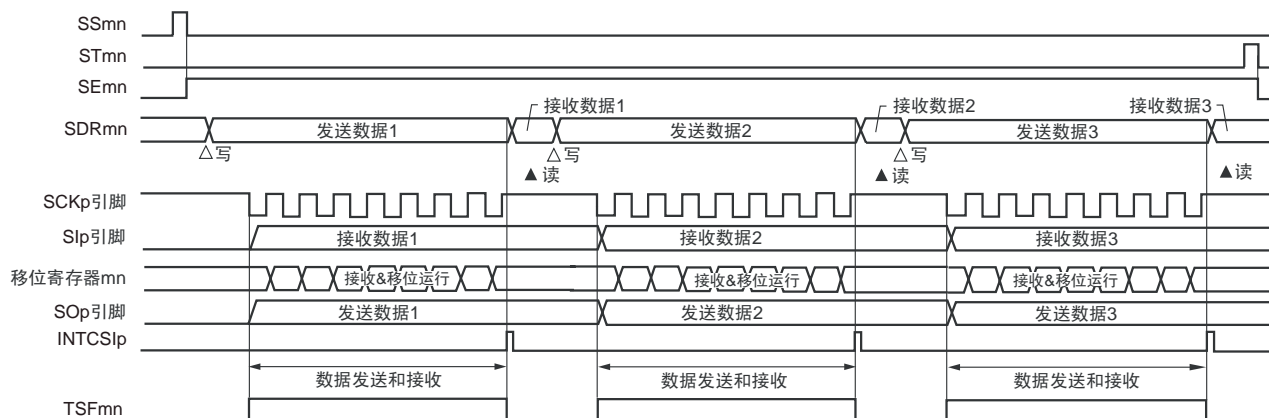 SSmn
STmn
SEmn
接收数据1 接收数据2 接收数据3
SDRmn 发送数据1 发送数据2 发送数据3
△写 △写 △写
▲读 ▲读 ▲读
SCKp引脚
SIp引脚 接收数据1 接收数据2 接收数据3
移位寄存器mn 接收&移位运行 接收&移位运行 接收&移位运行
SOp引脚 发送数据1 发送数据2 发送数据3
INTCSIp
数据发送和接收 数据发送和接收 数据发送和接收
TSFmn